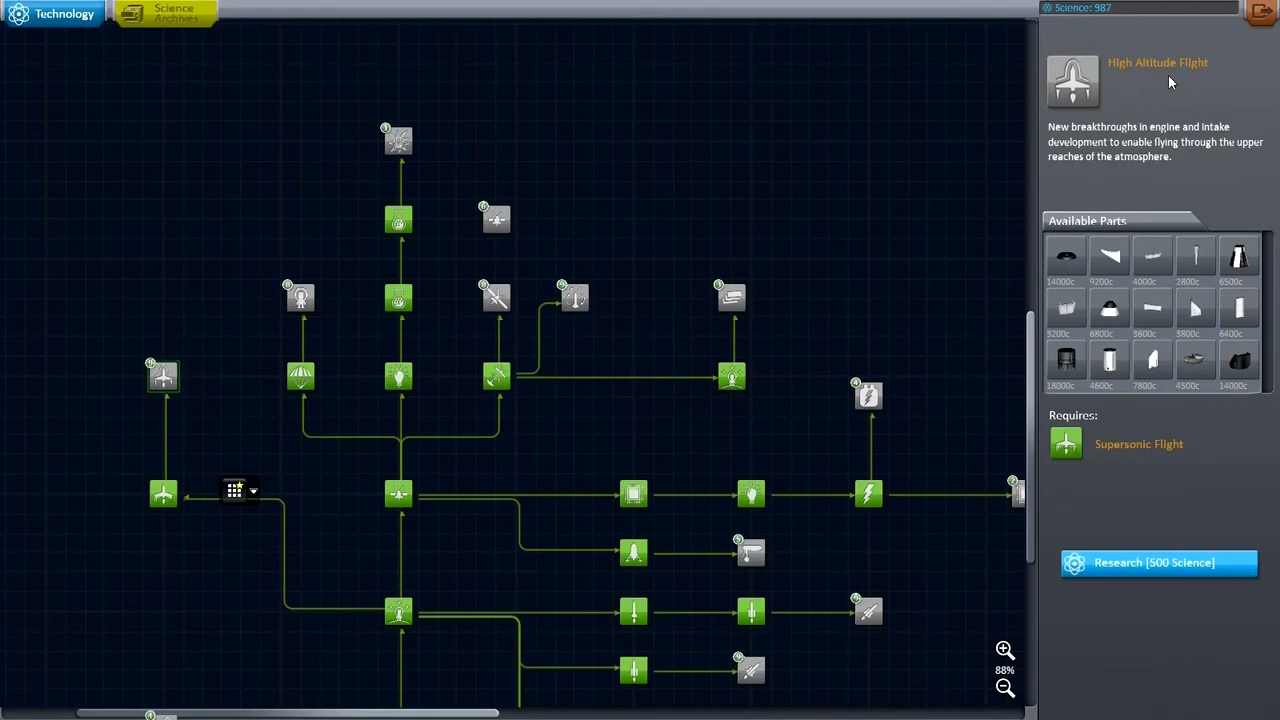 Technology
Science
Archives
Science: 987
High Altitude Flight
New breakthroughs in engine and intake
development to enable flying through the upper
reaches of the atmosphere.
Available Parts
14000c 9200c 4000c 2800c 6500c
3200c 6800c 3600c 3800c 6400c
18000c 4600c 7800c 4500c 14000c
Requires:
Supersonic Flight
Research [500 Science]
88%